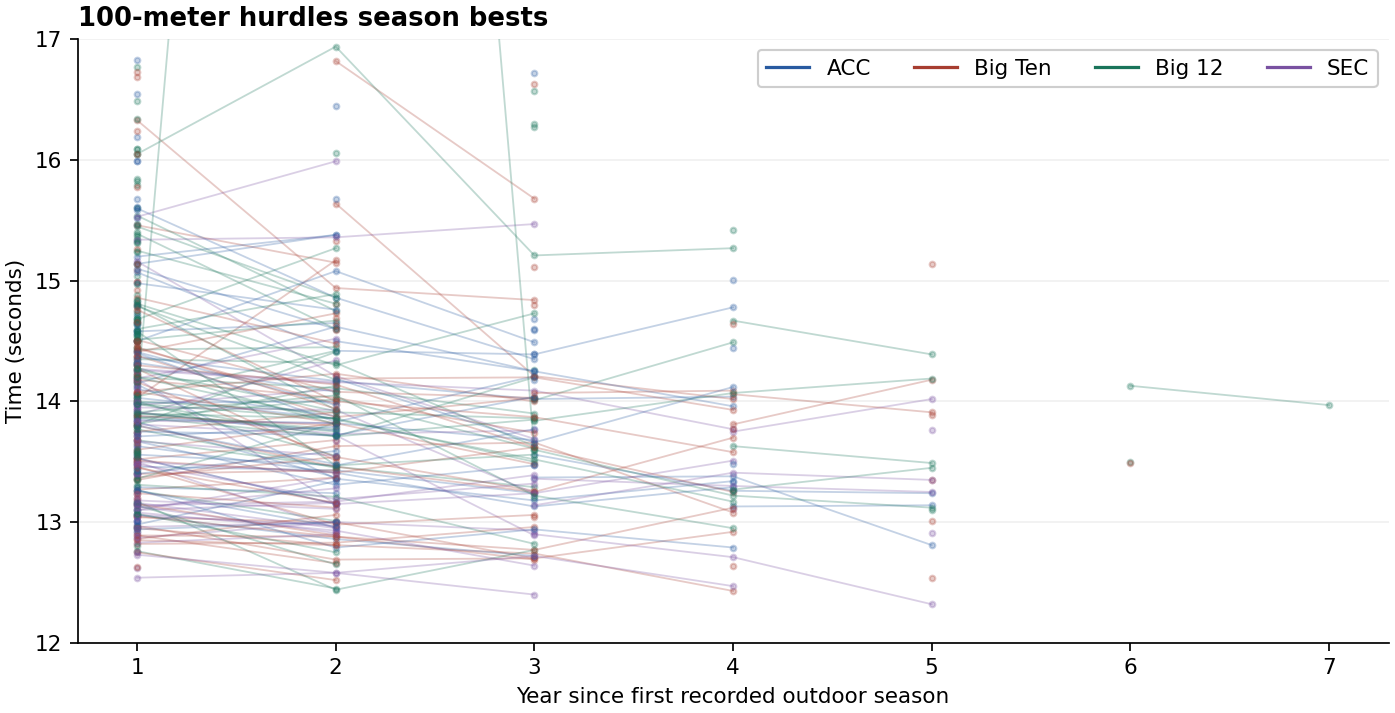 100-meter hurdles season bests
ACC Big Ten Big 12 SEC
17
16
15
14
13
12
Time (seconds)
1 2 3 4 5 6 7
Year since first recorded outdoor season